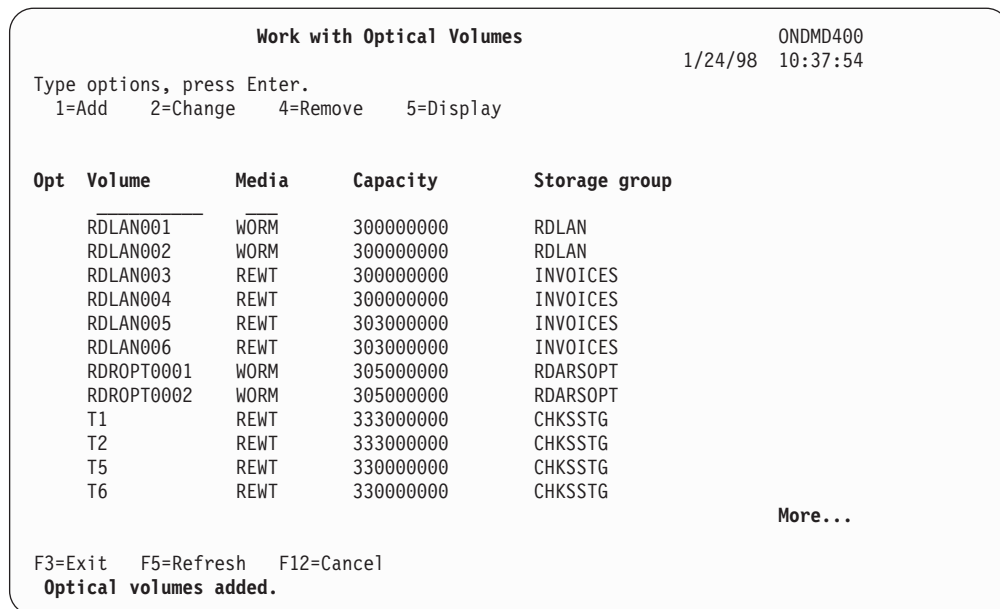 Work with Optical Volumes ONDMD400
1/24/98 10:37:54
Type options, press Enter.
1=Add 2=Change 4=Remove 5=Display
Opt Volume Media Capacity Storage group
__________ ___
RDLAN001 WORM 300000000 RDLAN
RDLAN002 WORM 300000000 RDLAN
RDLAN003 REWT 300000000 INVOICES
RDLAN004 REWT 300000000 INVOICES
RDLAN005 REWT 303000000 INVOICES
RDLAN006 REWT 303000000 INVOICES
RDROPT0001 WORM 305000000 RDARSOPT
RDROPT0002 WORM 305000000 RDARSOPT
T1 REWT 333000000 CHKSSTG
T2 REWT 333000000 CHKSSTG
T5 REWT 330000000 CHKSSTG
T6 REWT 330000000 CHKSSTG
More...
F3=Exit F5=Refresh F12=Cancel
Optical volumes added.